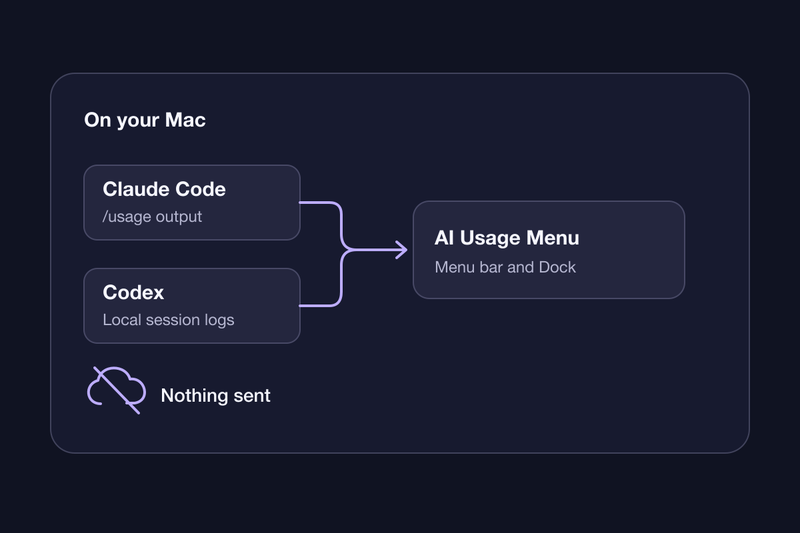 On your Mac
Claude Code
/usage output
Codex
Local session logs
AI Usage Menu
Menu bar and Dock
Nothing sent